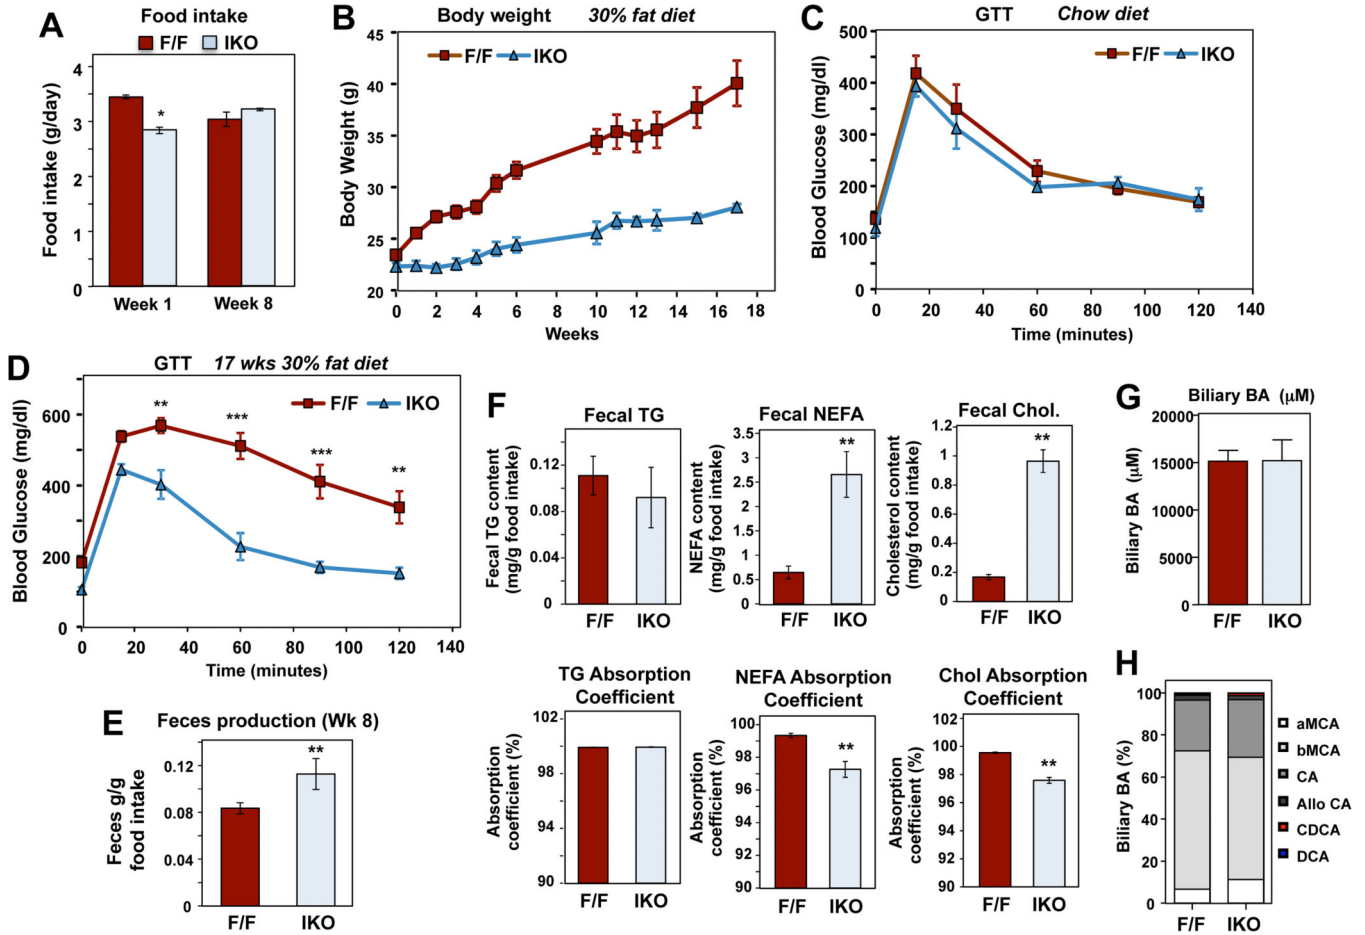 A
Food intake
F/F IKO
Food intake (g/day)
4
3
2
1
0
*
Week 1 Week 8
B
Body weight 30% fat diet
F/F IKO
Body Weight (g)
45
40
35
30
25
20
0 2 4 6 8 10 12 14 16 18
Weeks
C
GTT Chow diet
F/F IKO
Blood Glucose (mg/dl)
500
400
300
200
100
0
0 20 40 60 80 100 120 140
Time (minutes)
D
GTT 17 wks 30% fat diet
F/F IKO
Blood Glucose (mg/dl)
600
400
200
0
** *** *** **
0 20 40 60 80 100 120 140
Time (minutes)
E
Feces production (Wk 8)
Feces g/g
food intake
0.12
0.08
0.04
0
**
F/F IKO
F
Fecal TG
Fecal TG content
(mg/g food intake)
0.12
0.08
0.04
0
F/F IKO
Fecal NEFA
NEFA content
(mg/g food intake)
3.5
3
2.5
2
1.5
1
0.5
0
**
F/F IKO
Fecal Chol.
Cholesterol content
(mg/g food intake)
1.2
1
0.8
0.6
0.4
0.2
0
**
F/F IKO
TG Absorption
Coefficient
Absorption
coefficient (%)
102
100
98
94
92
90
F/F IKO
NEFA Absorption
Coefficient
Absorption
coefficient (%)
100
98
96
94
92
90
**
F/F IKO
Chol Absorption
Coefficient
Absorption
coefficient (%)
102
100
98
96
94
92
90
**
F/F IKO
G
Biliary BA (μM)
Biliary BA (μM)
20000
15000
10000
5000
0
F/F IKO
H
Biliary BA (%)
100
80
60
40
20
0
F/F IKO
aMCA
bMCA
CA
Allo CA
CDCA
DCA